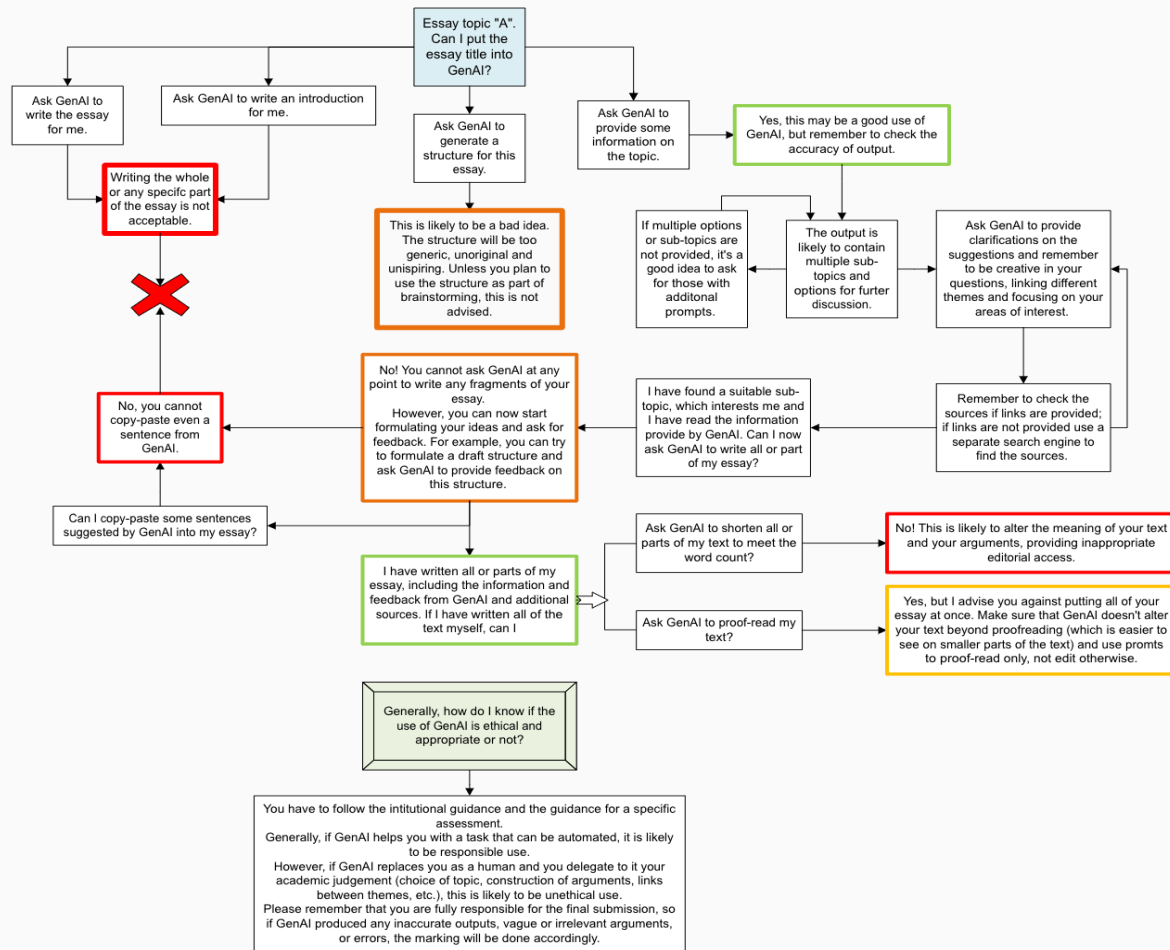 Essay topic "A".
Can I put the
essay title into
GenAI?
Ask GenAI to
write the essay
for me.
Ask GenAI to write an introduction
for me.
Ask GenAI to
generate a
structure for this
essay.
Ask GenAI to
provide some
information on
the topic.
Yes, this may be a good use of
GenAI, but remember to check the
accuracy of output.
Writing the whole
or any specifc part
of the essay is not
acceptable.
This is likely to be a bad idea.
The structure will be too
generic, unoriginal and
unispiring. Unless you plan to
use the structure as part of
brainstorming, this is not
advised.
If multiple options
or sub-topics are
not provided, it's a
good idea to ask
for those with
additonal
prompts.
The output is
likely to contain
multiple sub-
topics and
options for furter
discussion.
Ask GenAI to provide
clarifications on the
suggestions and remember
to be creative in your
questions, linking different
themes and focusing on your
areas of interest.
No, you cannot
copy-paste even a
sentence from
GenAI.
No! You cannot ask GenAI at any
point to write any fragments of your
essay.
However, you can now start
formulating your ideas and ask for
feedback. For example, you can try
to formulate a draft structure and
ask GenAI to provide feedback on
this structure.
I have found a suitable sub-
topic, which interests me and
I have read the information
provide by GenAI. Can I now
ask GenAI to write all or part
of my essay?
Remember to check the
sources if links are provided;
if links are not provided use a
separate search engine to
find the sources.
Can I copy-paste some sentences
suggested by GenAI into my essay?
I have written all or parts of my
essay, including the information and
feedback from GenAI and additional
sources. If I have written all of the
text myself, can I
Ask GenAI to shorten all or
parts of my text to meet the
word count?
No! This is likely to alter the meaning of your text
and your arguments, providing inappropriate
editorial access.
Ask GenAI to proof-read my
text?
Yes, but I advise you against putting all of your
essay at once. Make sure that GenAI doesn't alter
your text beyond proofreading (which is easier to
see on smaller parts of the text) and use promts
to proof-read only, not edit otherwise.
Generally, how do I know if the
use of GenAI is ethical and
appropriate or not?
You have to follow the intitutional guidance and the guidance for a specific
assessment.
Generally, if GenAI helps you with a task that can be automated, it is likely
to be responsible use.
However, if GenAI replaces you as a human and you delegate to it your
academic judgement (choice of topic, construction of arguments, links
between themes, etc.), this is likely to be unethical use.
Please remember that you are fully responsible for the final submission, so
if GenAI produced any inaccurate outputs, vague or irrelevant arguments,
or errors, the marking will be done accordingly.